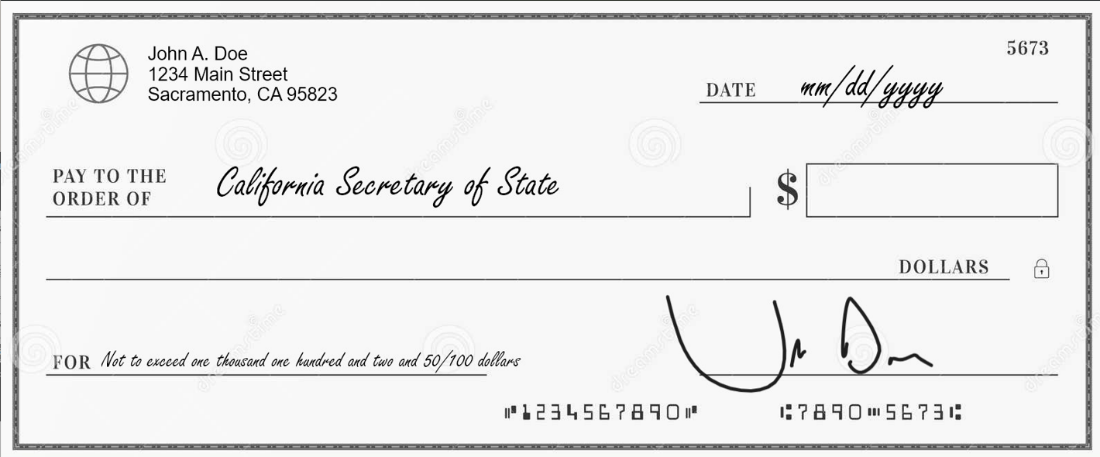 John A. Doe
1234 Main Street
Sacramento, CA 95823
5673
DATE mm/dd/yyyy
PAY TO THE
ORDER OF California Secretary of State
$
DOLLARS
FOR Not to exceed one thousand one hundred and two and 50/100 dollars
⑈1234567890⑈ ⑆7890⑉5673⑆